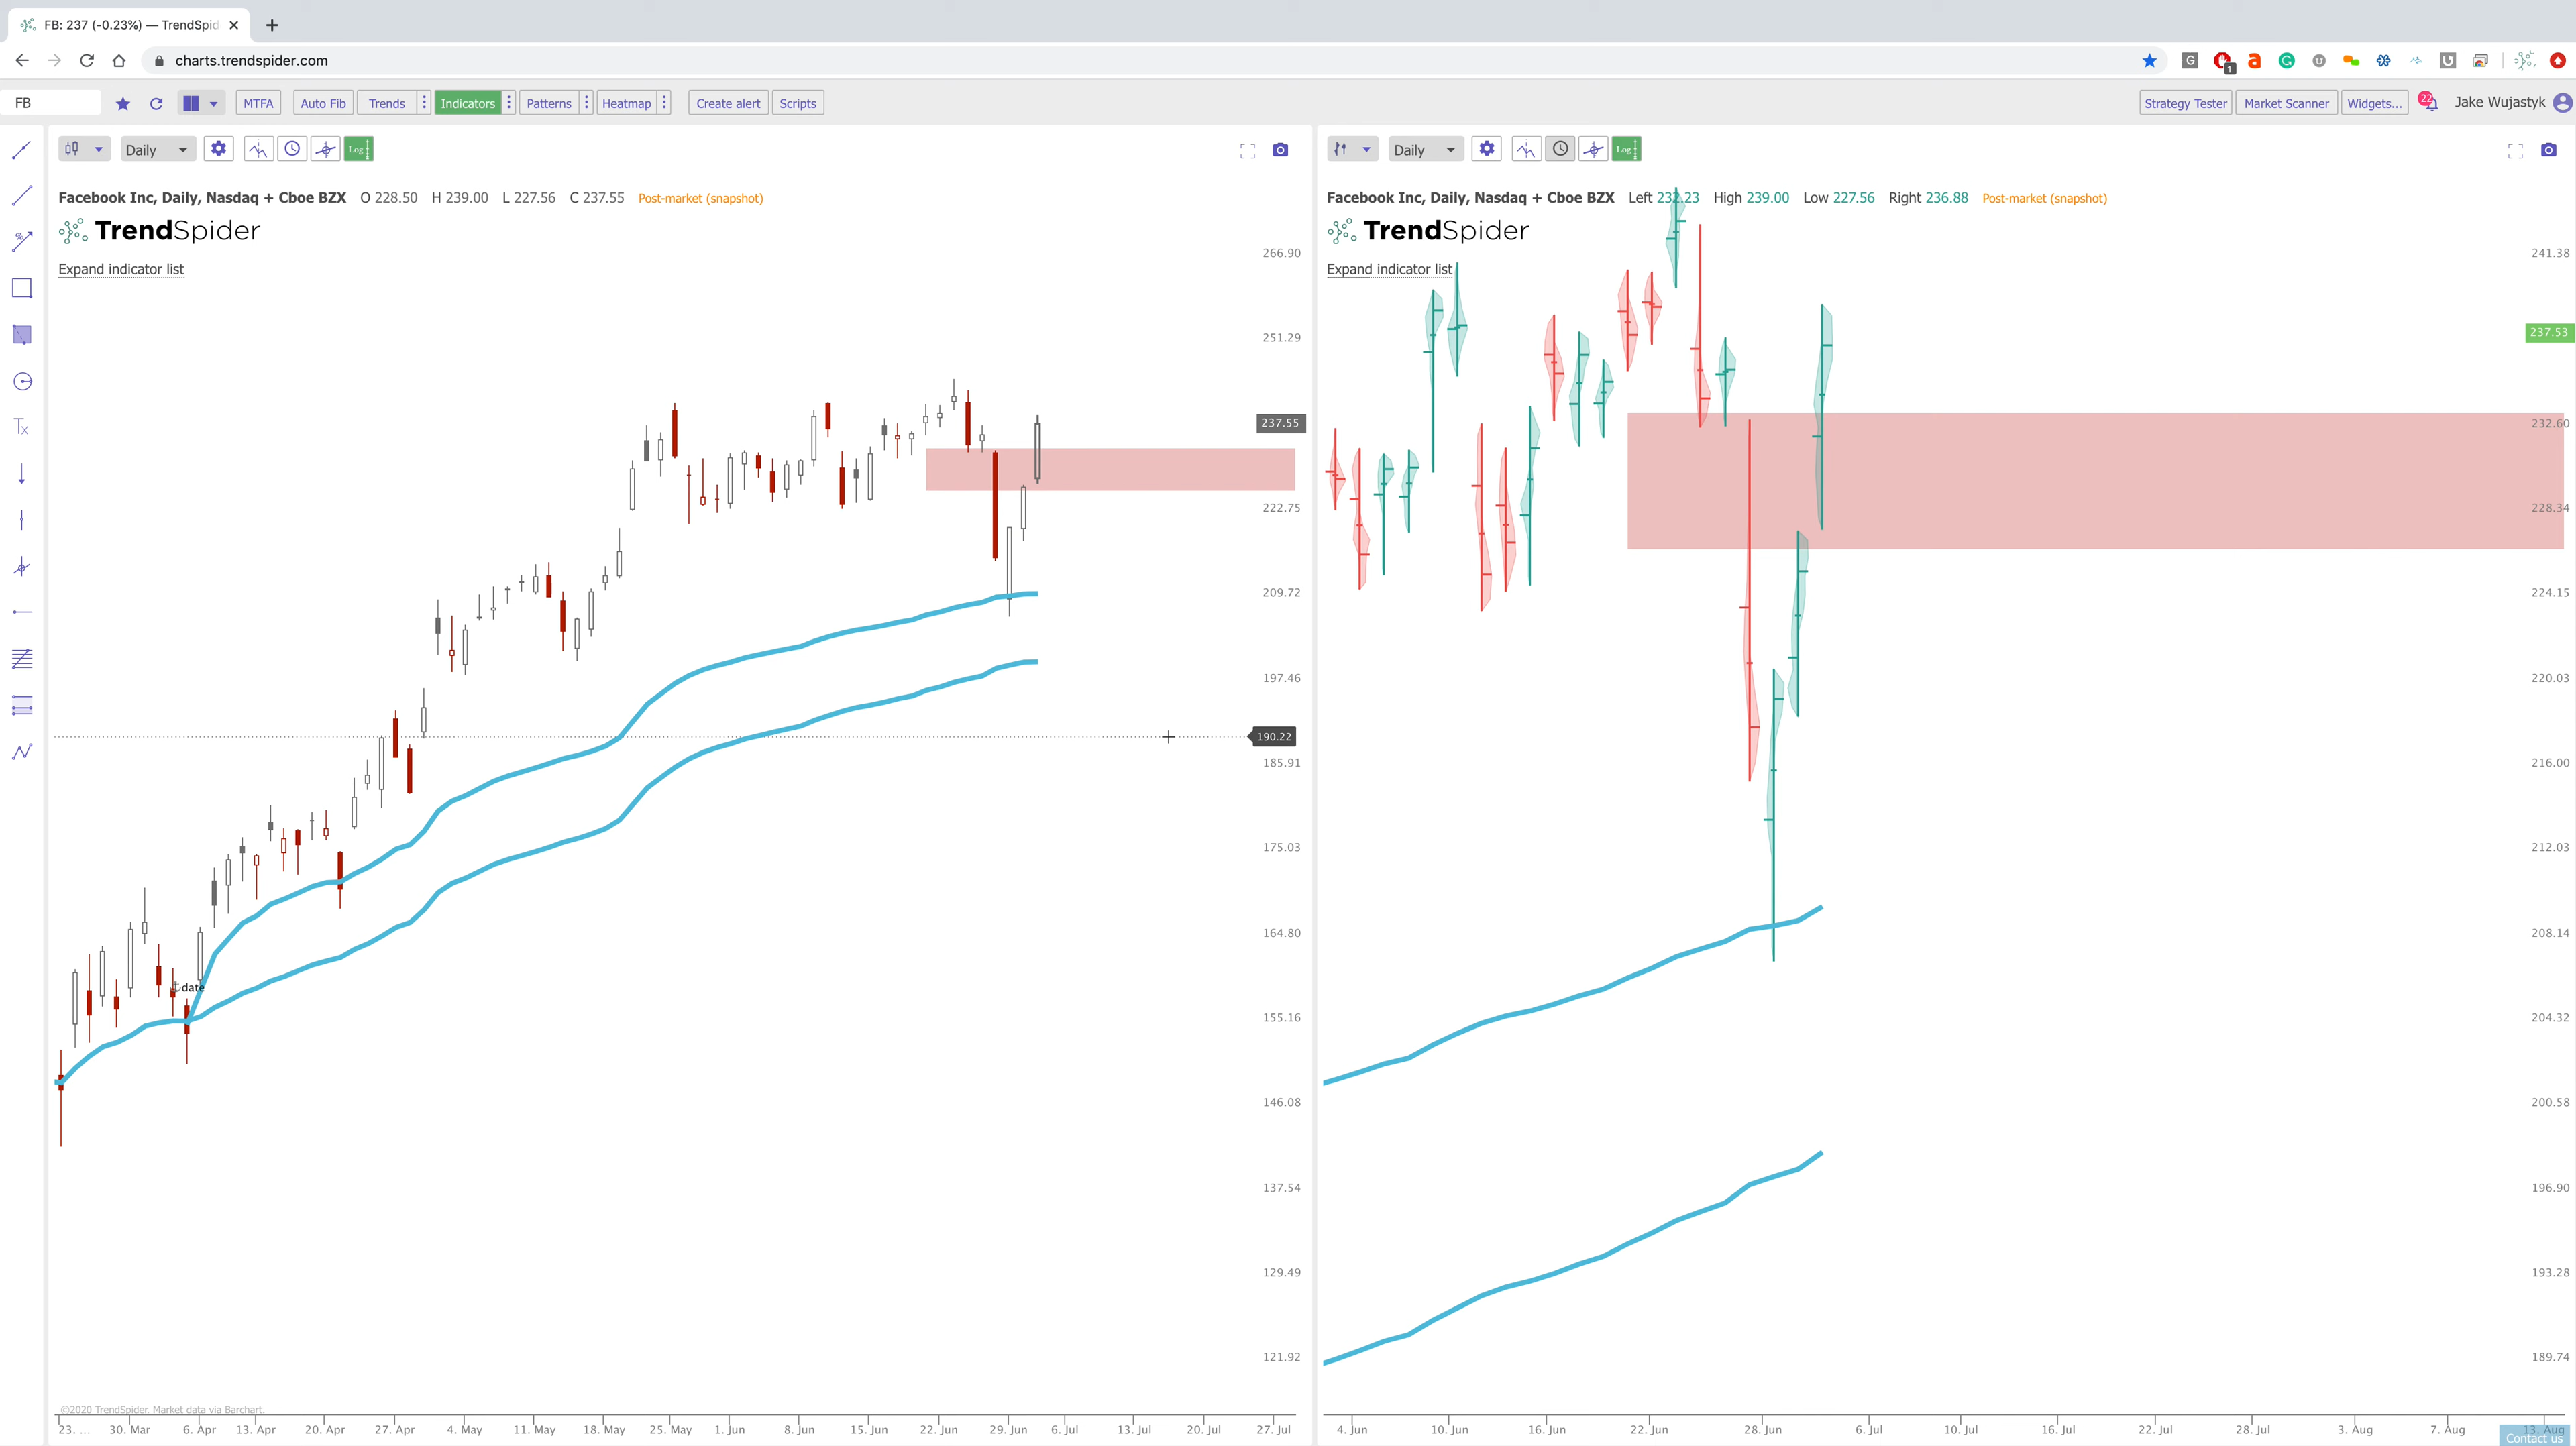 FB: 237 (-0.23%) — TrendSpid
charts.trendspider.com
1
FB MTFA Auto Fib Trends Indicators Patterns Heatmap Create alert Scripts Strategy Tester Market Scanner Widgets... 22 Jake Wujastyk
Daily Log
Facebook Inc, Daily, Nasdaq + Cboe BZX O 228.50 H 239.00 L 227.56 C 237.55 Post-market (snapshot)
TrendSpider
Expand indicator list
266.90
251.29
237.55
222.75
209.72
197.46
190.22
185.91
175.03
164.80
date
155.16
146.08
137.54
129.49
121.92
©2020 TrendSpider. Market data via Barchart.
23. ... 30. Mar 6. Apr 13. Apr 20. Apr 27. Apr 4. May 11. May 18. May 25. May 1. Jun 8. Jun 15. Jun 22. Jun 29. Jun 6. Jul 13. Jul 20. Jul 27. Jul
Daily Log
Facebook Inc, Daily, Nasdaq + Cboe BZX Left 232.23 High 239.00 Low 227.56 Right 236.88 Post-market (snapshot)
TrendSpider
Expand indicator list
241.38
237.53
232.60
228.34
224.15
220.03
216.00
212.03
208.14
204.32
200.58
196.90
193.28
189.74
4. Jun 10. Jun 16. Jun 22. Jun 28. Jun 6. Jul 10. Jul 16. Jul 22. Jul 28. Jul 3. Aug 7. Aug 13. Aug
Contact us